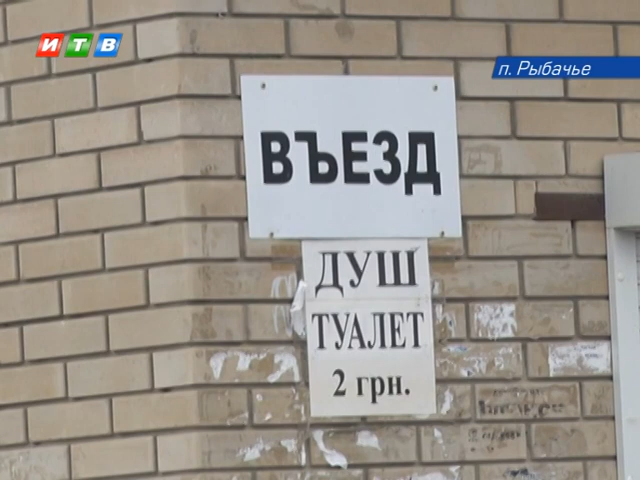 ИТВ
п. Рыбачье
ВЪЕЗД
ДУШ
ТУАЛЕТ
2 грн.